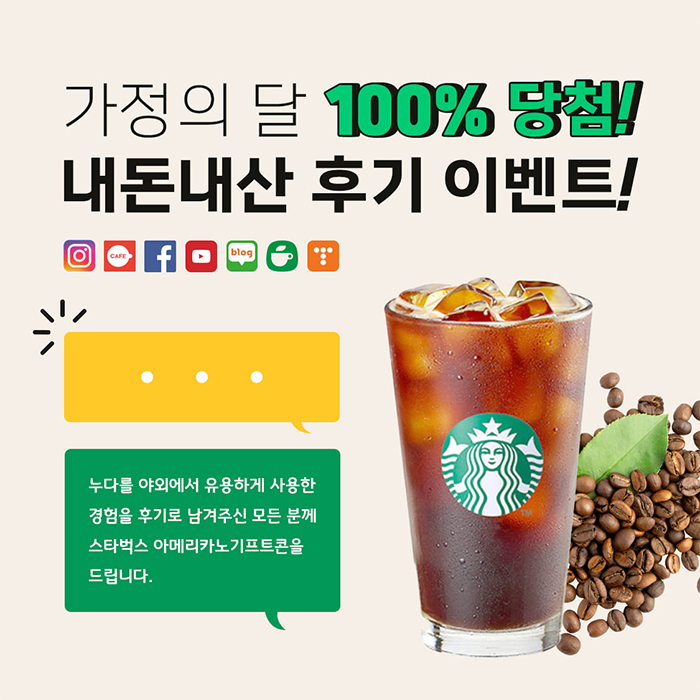 가정의 달 100% 당첨!
내돈내산 후기 이벤트!
CAFE
blog
누다를 야외에서 유용하게 사용한
경험을 후기로 남겨주신 모든 분께
스타벅스 아메리카노기프트콘을
드립니다.
TM